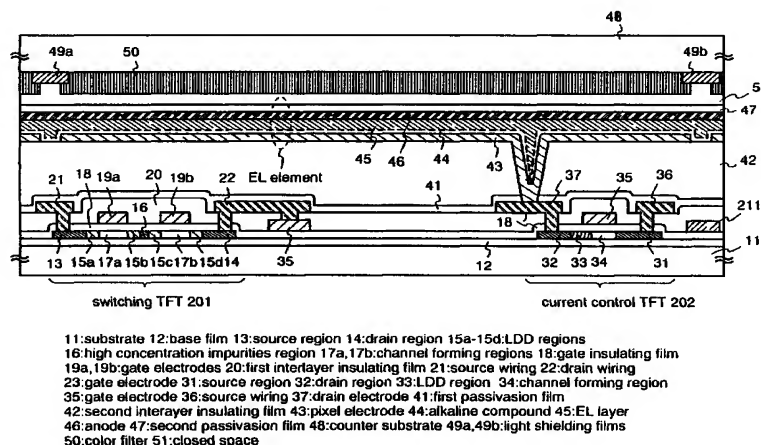 48
49a 50 49b
5
47
45 46 44 43
42
EL element
21 18 19a 20 19b 22 41 37 35 36
16 18 211
13 15a 17a 15b 15c 17b 15d 14 35 12 32 33 34 31 11
switching TFT 201 current control TFT 202
11:substrate 12:base film 13:source region 14:drain region 15a-15d:LDD regions
16:high concentration impurities region 17a,17b:channel forming regions 18:gate insulating film
19a,19b:gate electrodes 20:first interlayer insulating film 21:source wiring 22:drain wiring
23:gate electrode 31:source region 32:drain region 33:LDD region 34:channel forming region
35:gate electrode 36:source wiring 37:drain electrode 41:first passivation film
42:second interayer insulating film 43:pixel electrode 44:alkaline compound 45:EL layer
46:anode 47:second passivation film 48:counter substrate 49a,49b:light shielding films
50:color filter 51:closed space